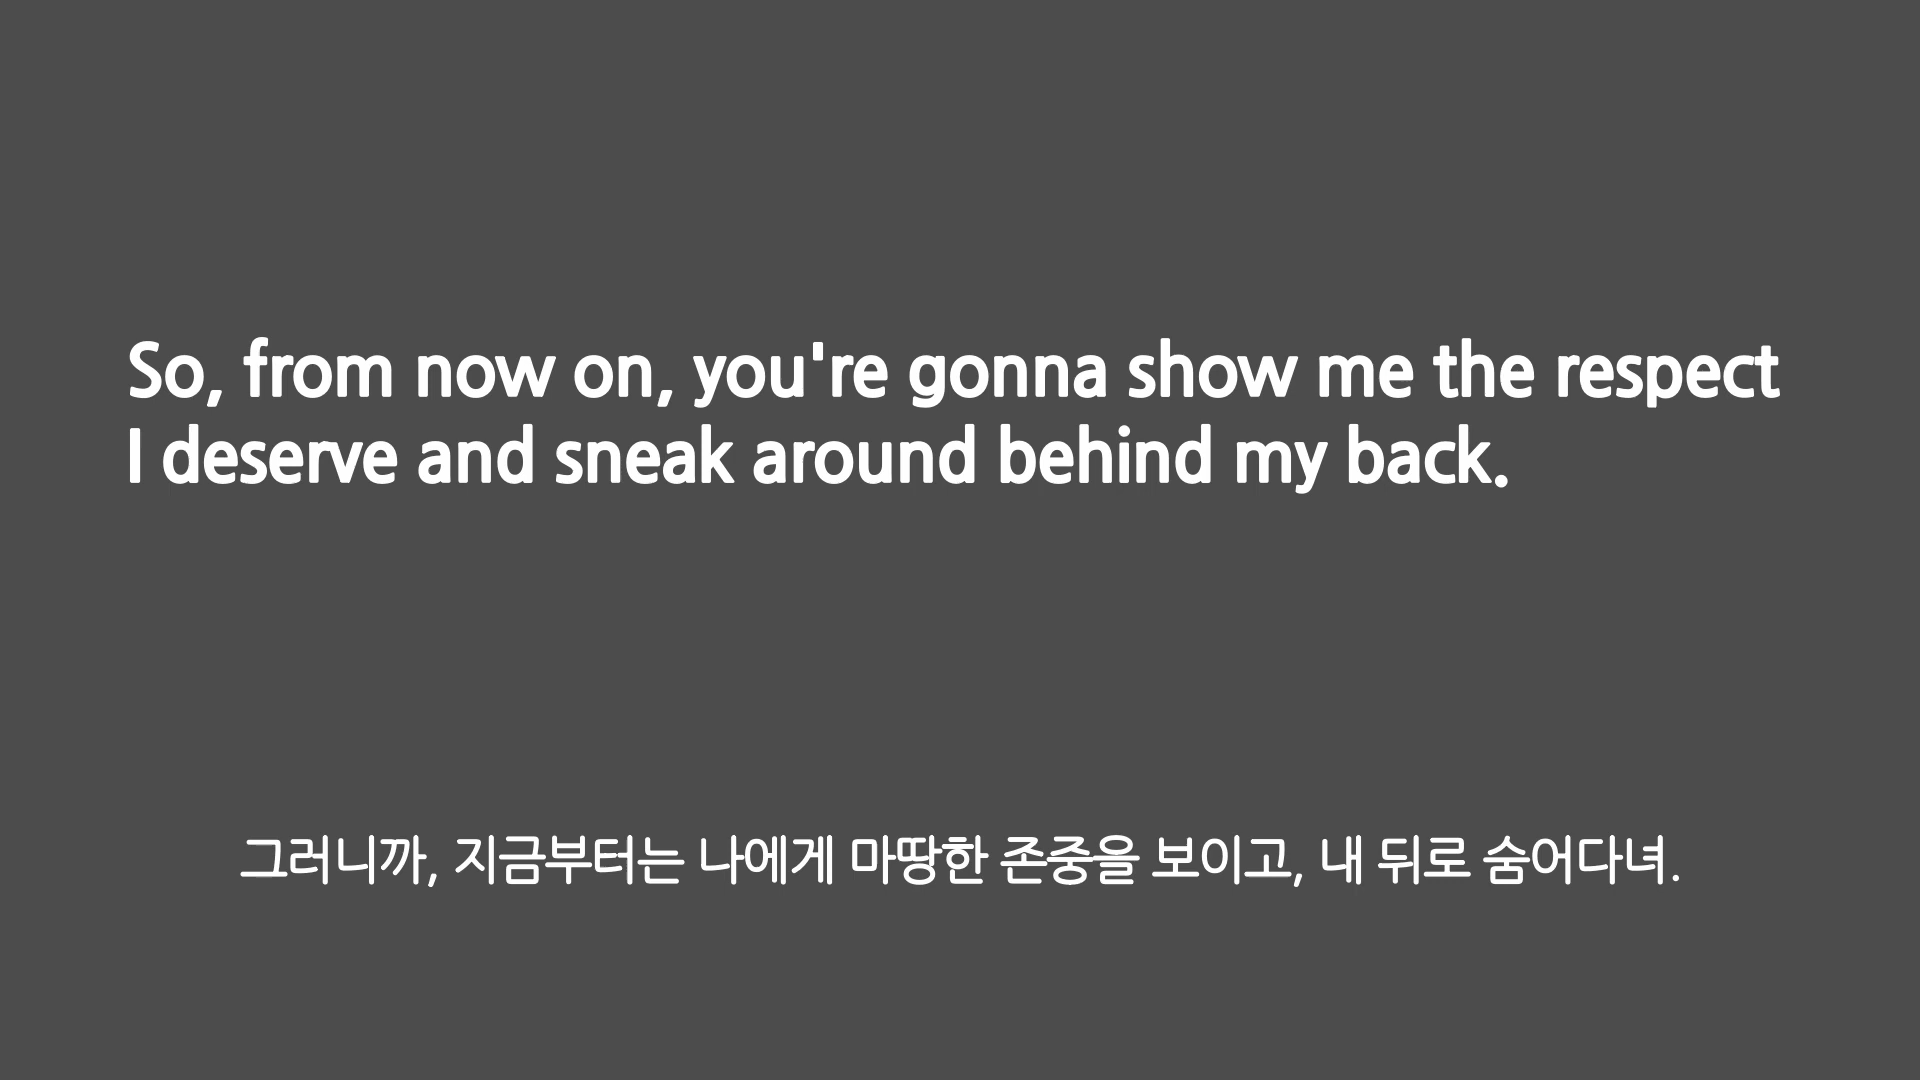 So, from now on, you're gonna show me the respect
I deserve and sneak around behind my back.
그러니까, 지금부터는 나에게 마땅한 존중을 보이고, 내 뒤로 숨어다녀.